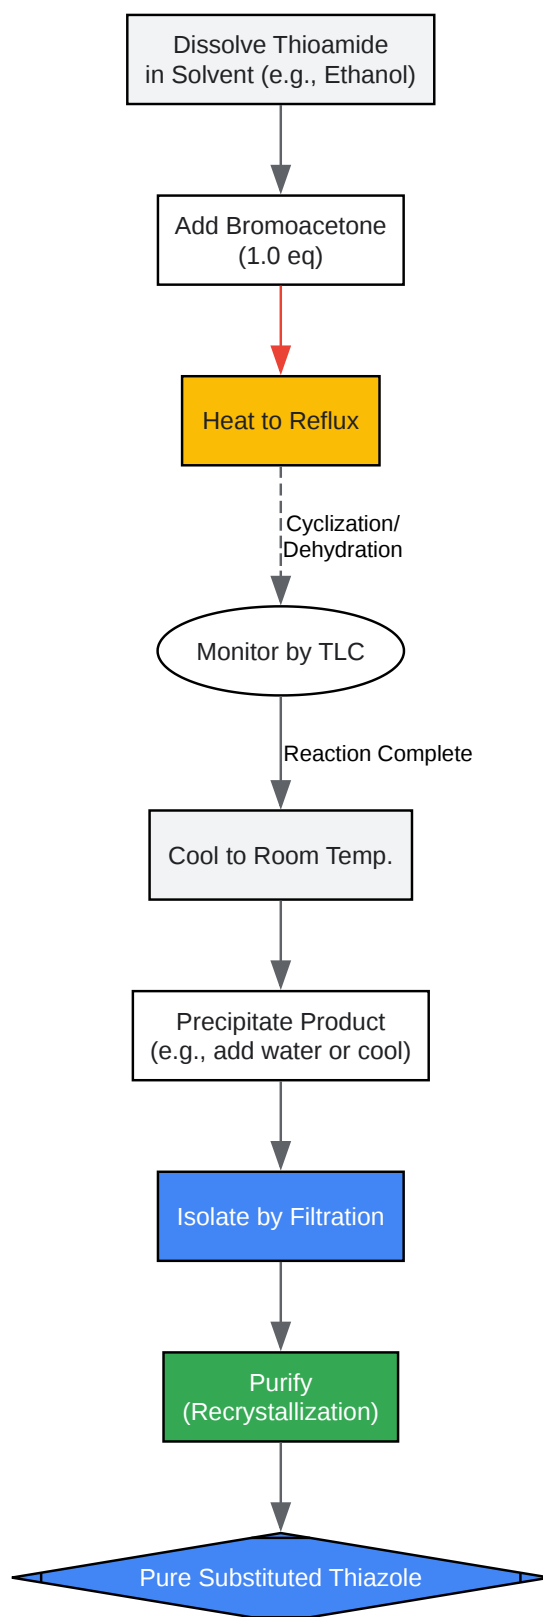 Dissolve Thioamide
in Solvent (e.g., Ethanol)
Add Bromoacetone
(1.0 eq)
Heat to Reflux
Cyclization/
Dehydration
Monitor by TLC
Reaction Complete
Cool to Room Temp.
Precipitate Product
(e.g., add water or cool)
Isolate by Filtration
Purify
(Recrystallization)
Pure Substituted Thiazole